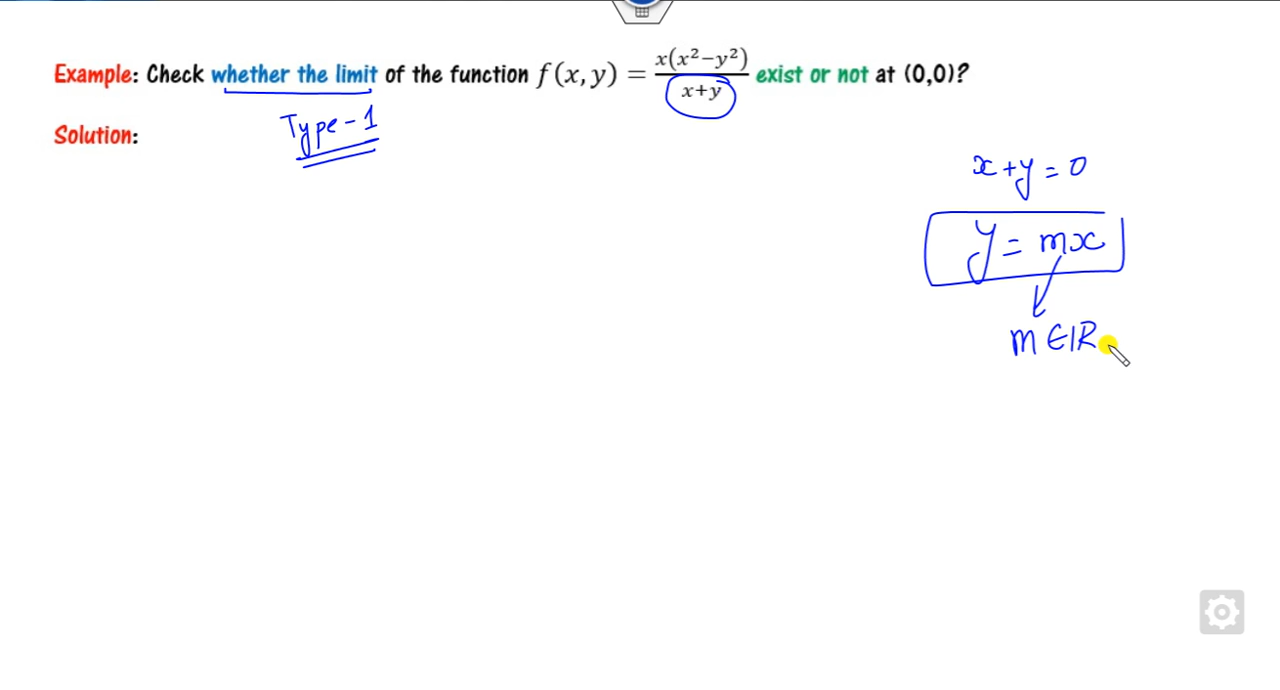 Example: Check whether the limit of the function f(x, y) = x(x²−y²)/(x+y) exist or not at (0,0)?
Type-1
Solution:
x+y=0
y=mx
m∈ℝ